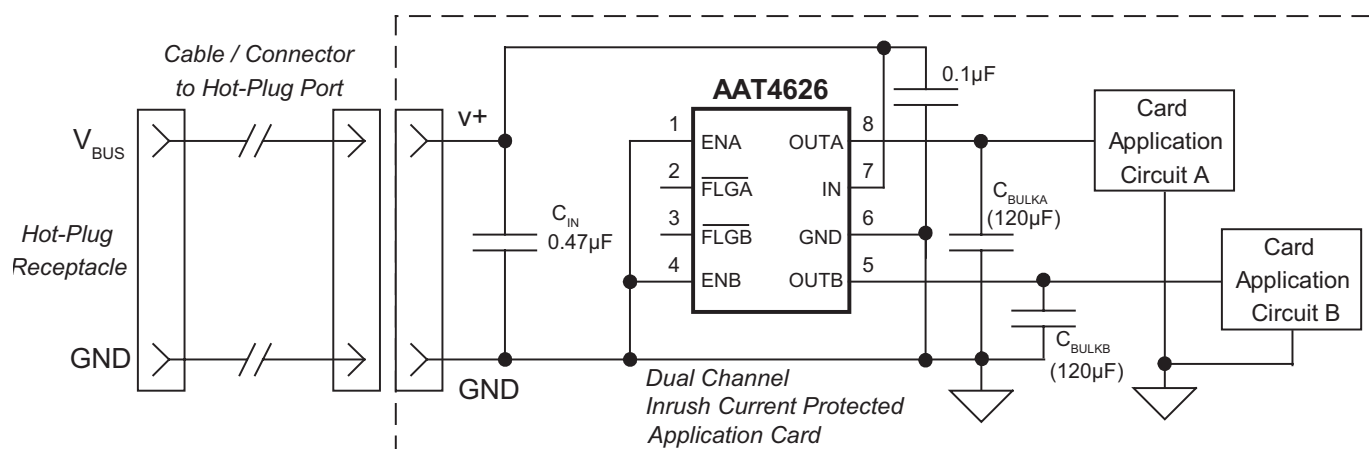 Cable / Connector
to Hot-Plug Port
V_BUS
Hot-Plug
Receptacle
GND
v+
C_IN
0.47µF
GND
0.1µF
AAT4626
1
ENA
OUTA
8
2
FLGA
IN
7
3
FLGB
GND
6
4
ENB
OUTB
5
C_BULKA
(120µF)
C_BULKB
(120µF)
Card
Application
Circuit A
Card
Application
Circuit B
Dual Channel
Inrush Current Protected
Application Card